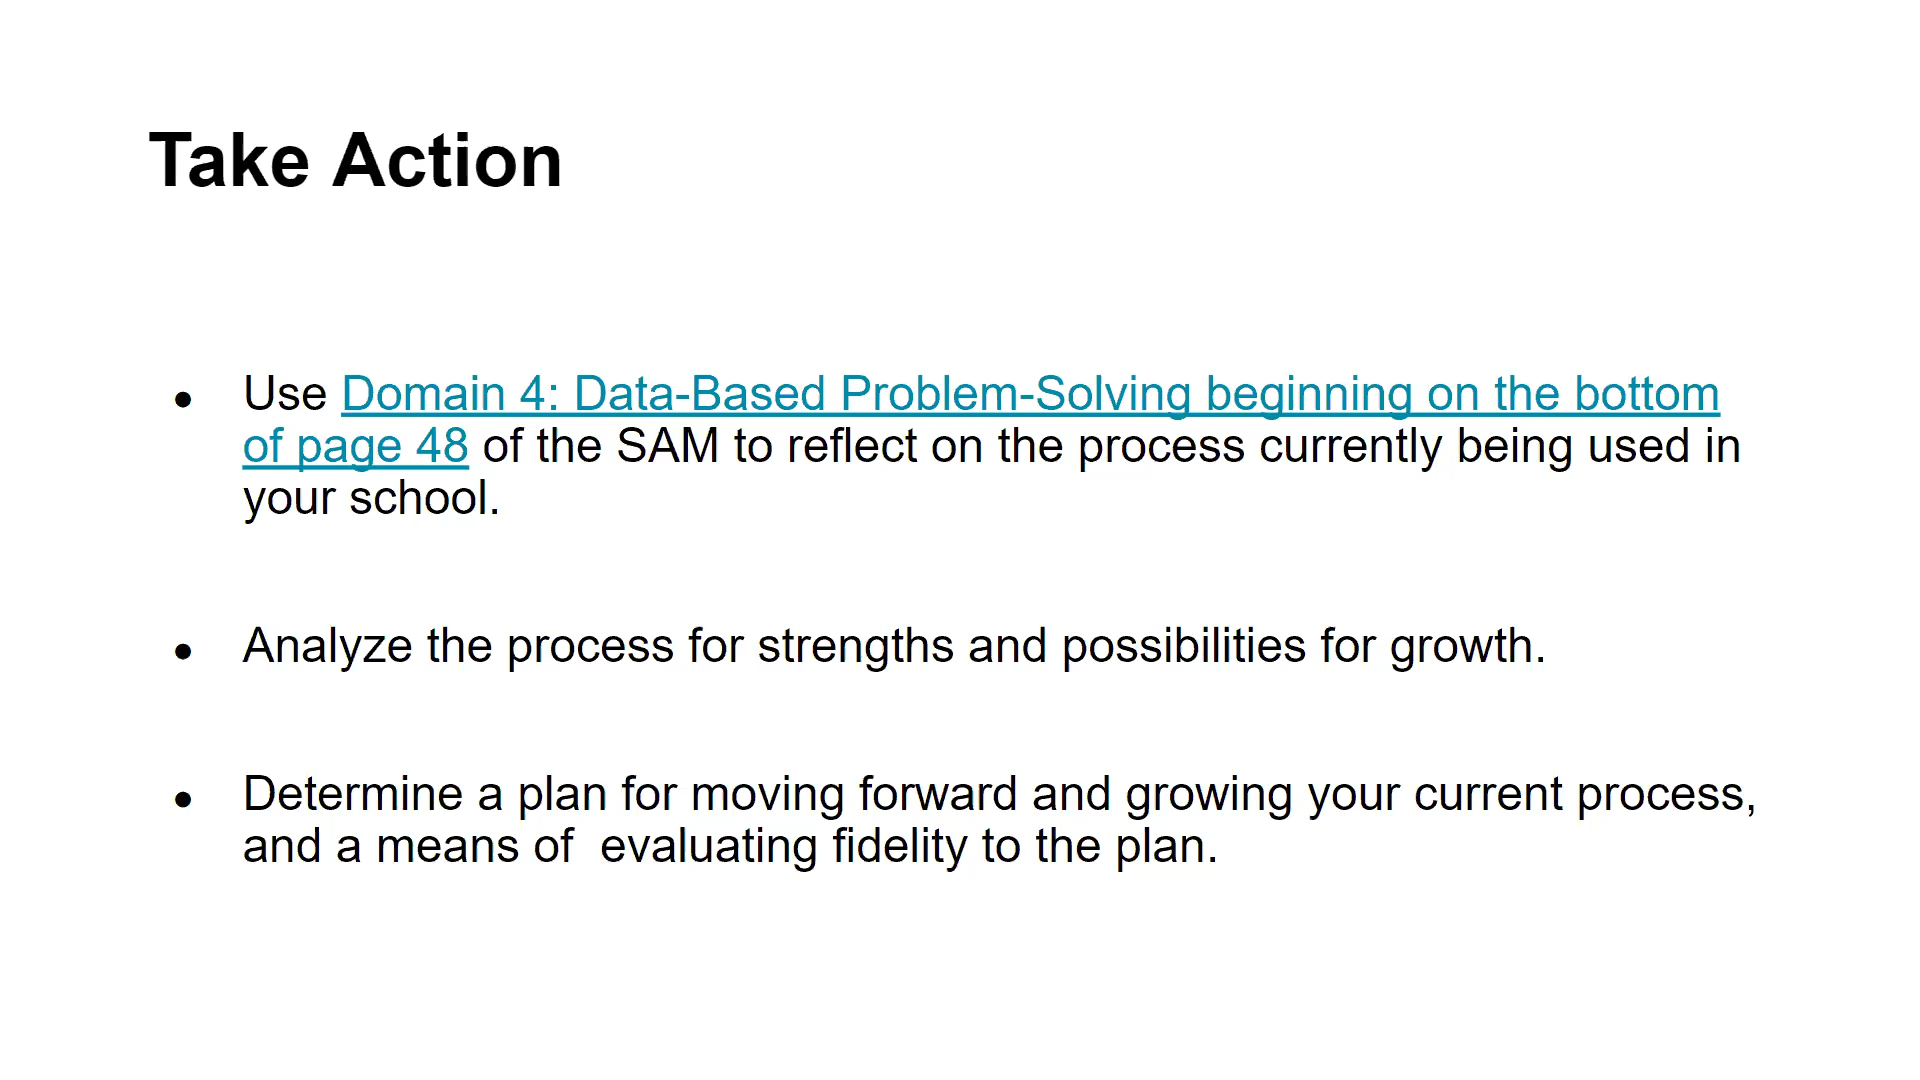 Take Action
● Use Domain 4: Data-Based Problem-Solving beginning on the bottom
of page 48 of the SAM to reflect on the process currently being used in
your school.
● Analyze the process for strengths and possibilities for growth.
● Determine a plan for moving forward and growing your current process,
and a means of  evaluating fidelity to the plan.